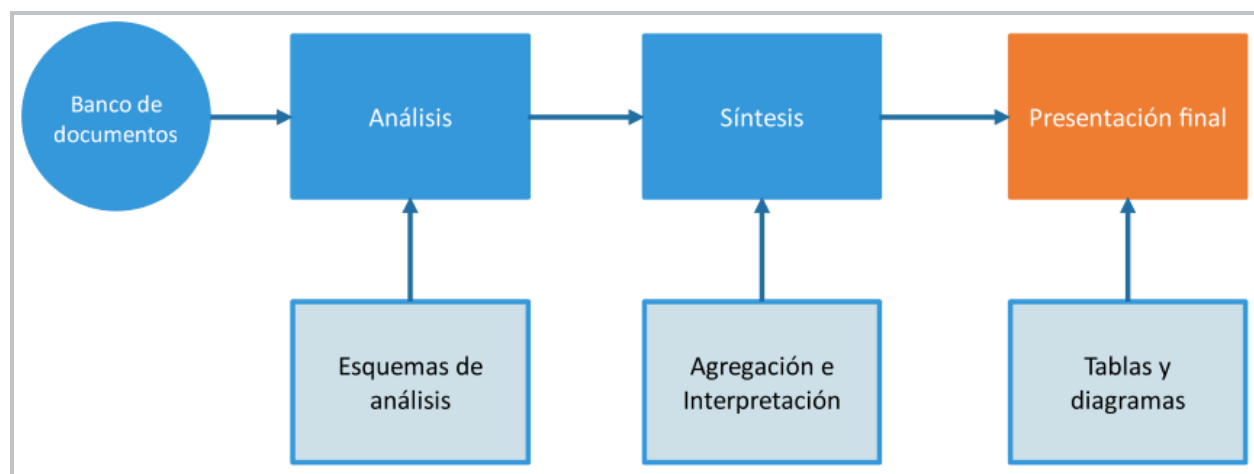 Banco de
documentos
Análisis
Síntesis
Presentación final
Esquemas de
análisis
Agregación e
Interpretación
Tablas y
diagramas